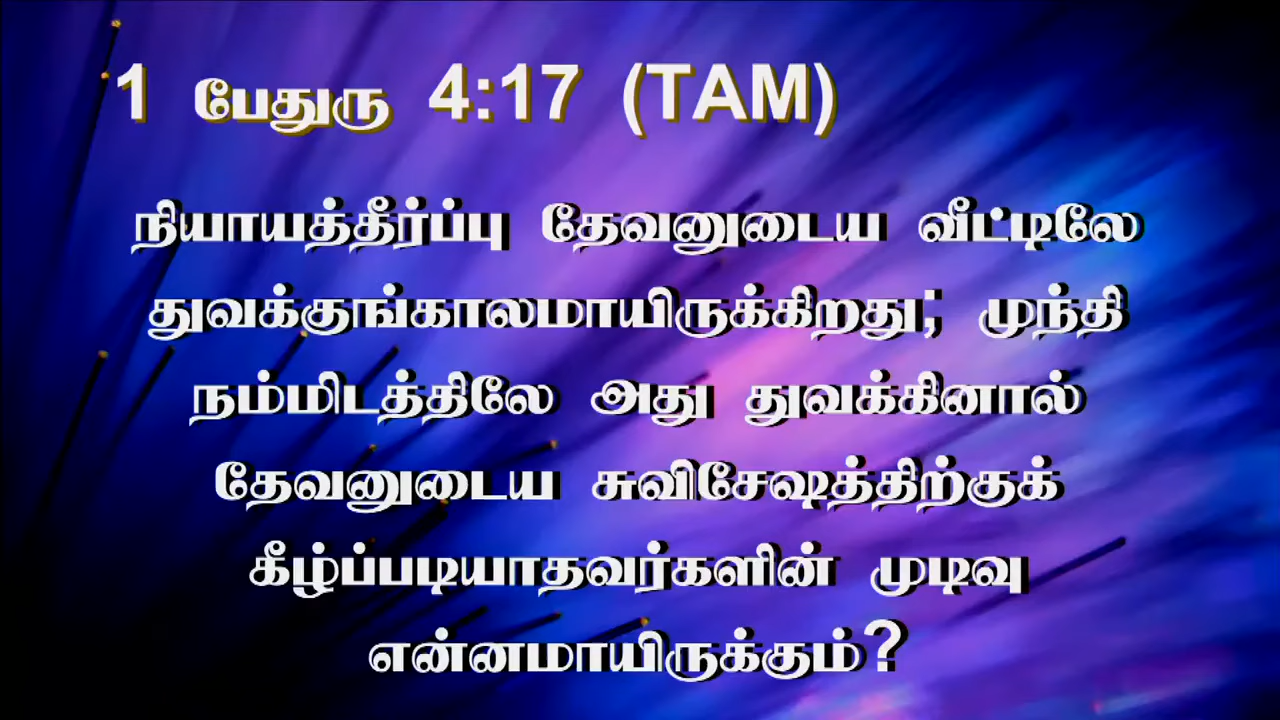 1 பேதுரு 4:17 (TAM)
நியாயத்தீர்ப்பு தேவனுடைய வீட்டிலே
துவக்குங்காலமாயிருக்கிறது; முந்தி
நம்மிடத்திலே அது துவக்கினால்
தேவனுடைய சுவிசேஷத்திற்குக்
கீழ்ப்படியாதவர்களின் முடிவு
என்னமாயிருக்கும்?